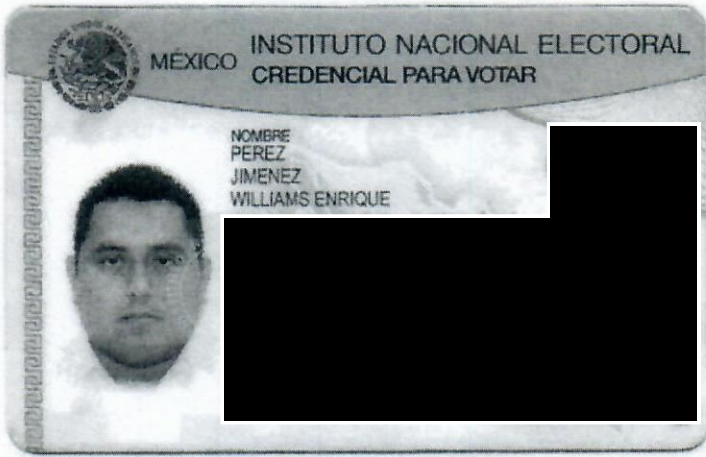 MÉXICO INSTITUTO NACIONAL ELECTORAL
CREDENCIAL PARA VOTAR
NOMBRE
PEREZ
JIMENEZ
WILLIAMS ENRIQUE